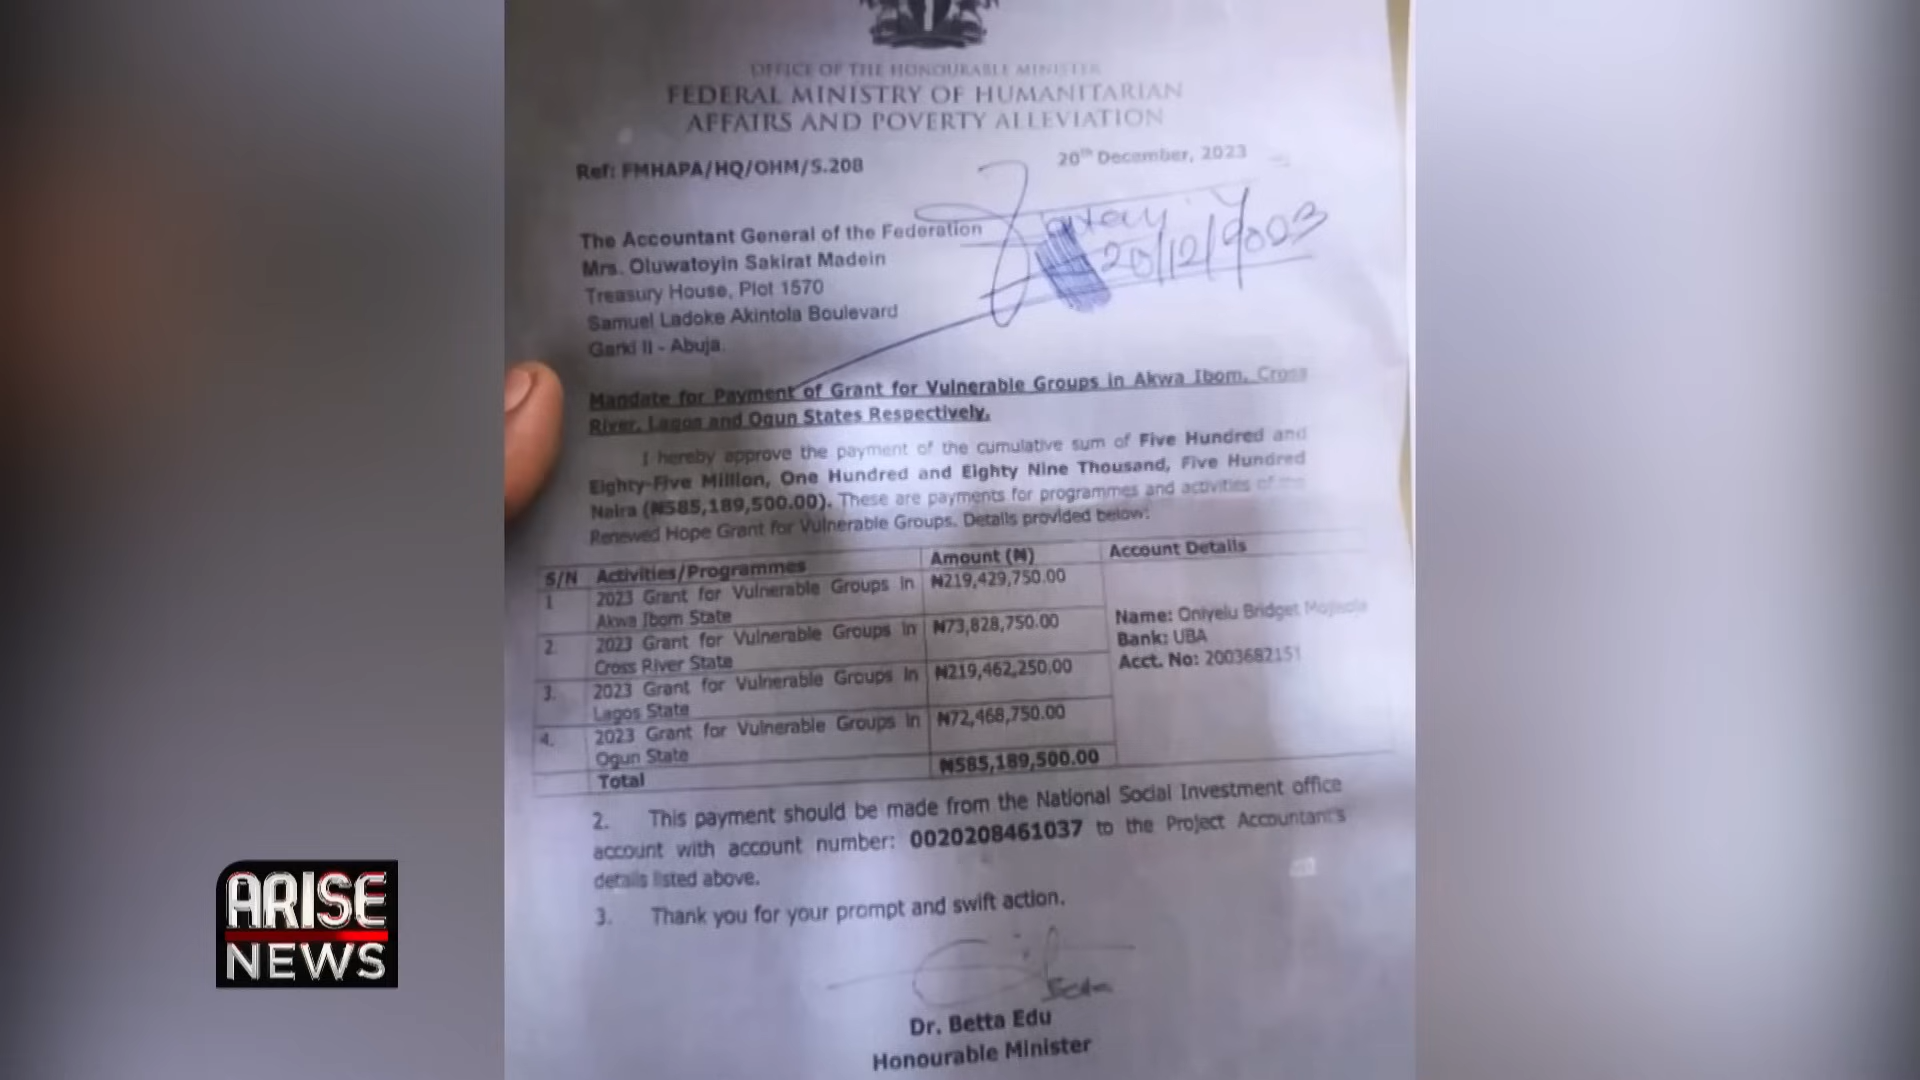 OFFICE OF THE HONOURABLE MINISTER
FEDERAL MINISTRY OF HUMANITARIAN
AFFAIRS AND POVERTY ALLEVIATION
Ref: FMHAPA/HQ/OHM/S.208
20th December, 2023
20/12/2023
The Accountant General of the Federation
Mrs. Oluwatoyin Sakirat Madein
Treasury House, Plot 1570
Samuel Ladoke Akintola Boulevard
Garki II - Abuja.
Mandate for Payment of Grant for Vulnerable Groups in Akwa Ibom, Cross
River, Lagos and Ogun States Respectively.
I hereby approve the payment of the cumulative sum of Five Hundred and
Eighty-Five Million, One Hundred and Eighty Nine Thousand, Five Hundred
Naira (₦585,189,500.00). These are payments for programmes and activities of the
Renewed Hope Grant for Vulnerable Groups. Details provided below:
S/N Activities/Programmes Amount (₦) Account Details
1 2023 Grant for Vulnerable Groups in ₦219,429,750.00
Akwa Ibom State
2. 2023 Grant for Vulnerable Groups in ₦73,828,750.00
Cross River State
3. 2023 Grant for Vulnerable Groups in ₦219,462,250.00
Lagos State
4. 2023 Grant for Vulnerable Groups in ₦72,468,750.00
Ogun State
Total ₦585,189,500.00
Name: Oniyelu Bridget
Bank: UBA
Acct. No: 2003682151
2. This payment should be made from the National Social Investment office
account with account number: 0020208461037 to the Project Accountant's
details listed above.
3. Thank you for your prompt and swift action.
Dr. Betta Edu
Honourable Minister
ARISE
NEWS